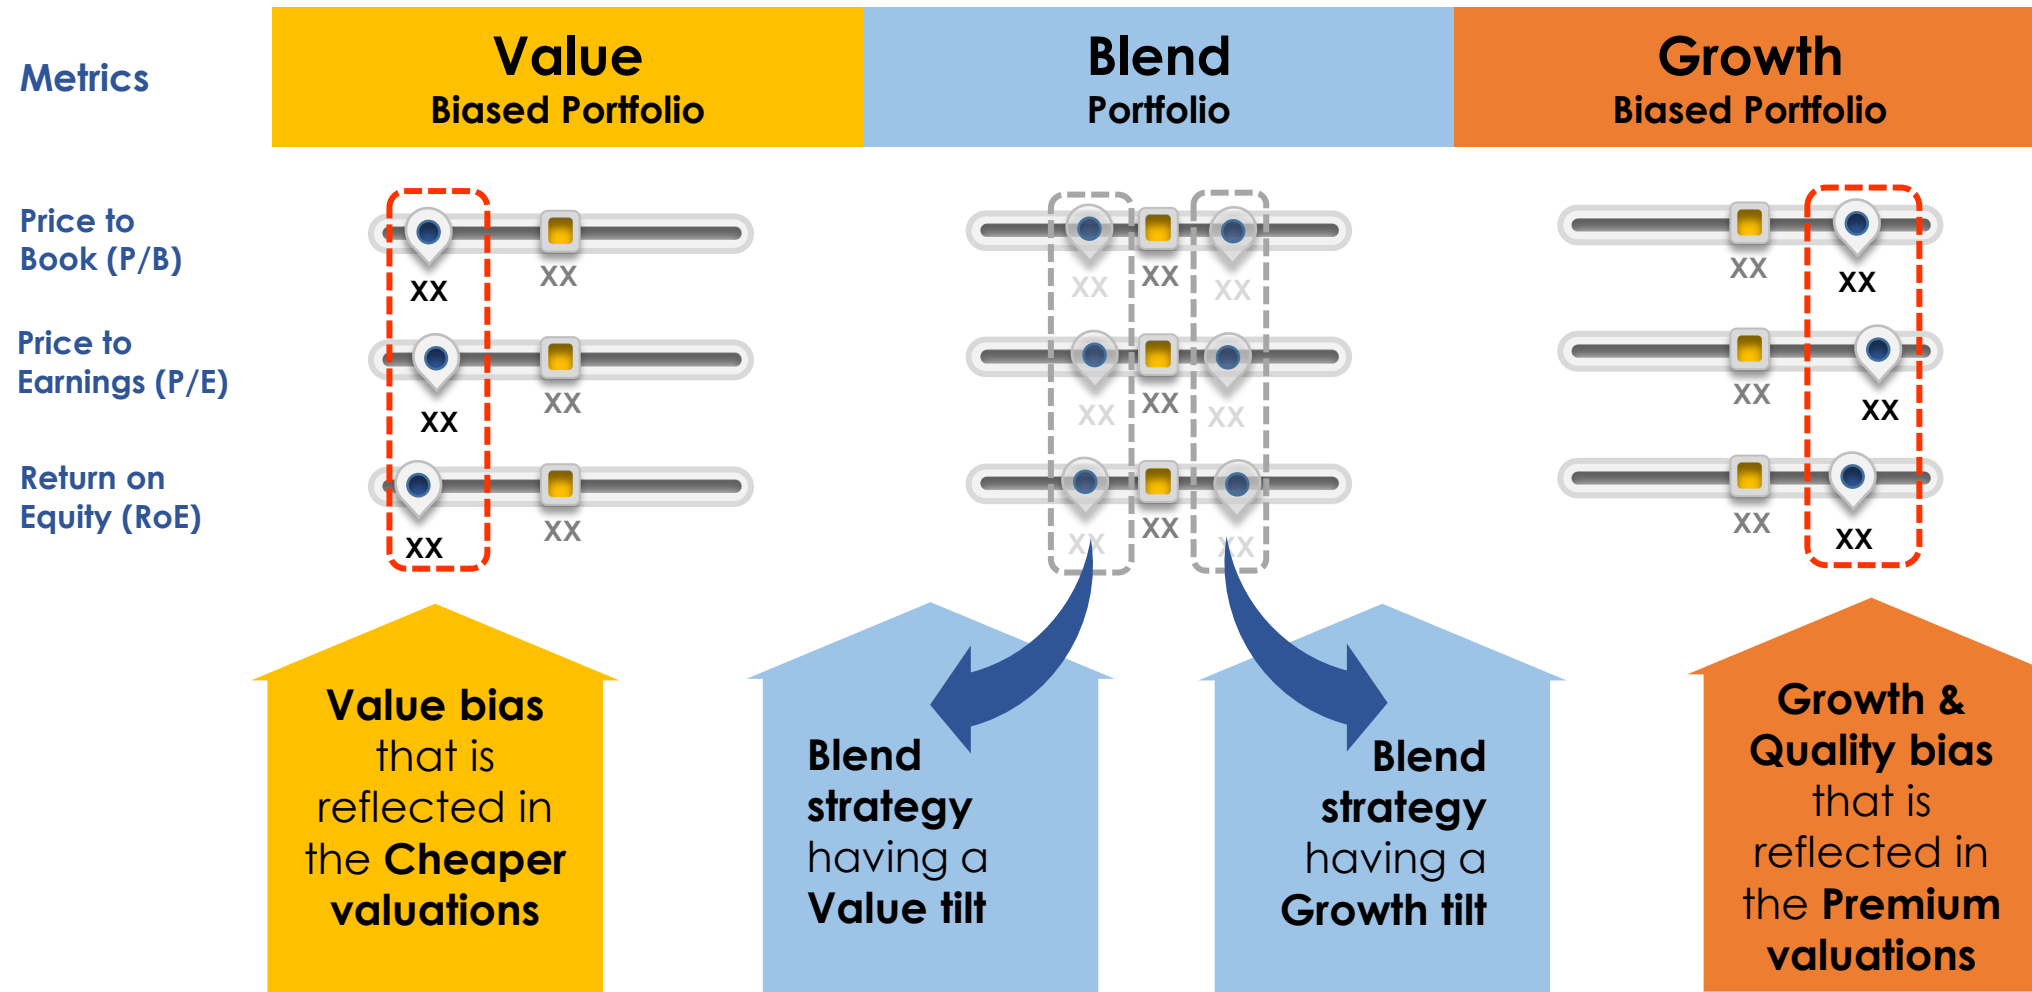 Metrics
Value
Biased Portfolio
Blend
Portfolio
Growth
Biased Portfolio
Price to
Book (P/B)
XX
XX
XX
XX
XX
XX
XX
Price to
Earnings (P/E)
XX
XX
XX
XX
XX
XX
XX
Return on
Equity (RoE)
XX
XX
XX
XX
XX
XX
XX
Value bias
that is
reflected in
the Cheaper
valuations
Blend
strategy
having a
Value tilt
Blend
strategy
having a
Growth tilt
Growth &
Quality bias
that is
reflected in
the Premium
valuations